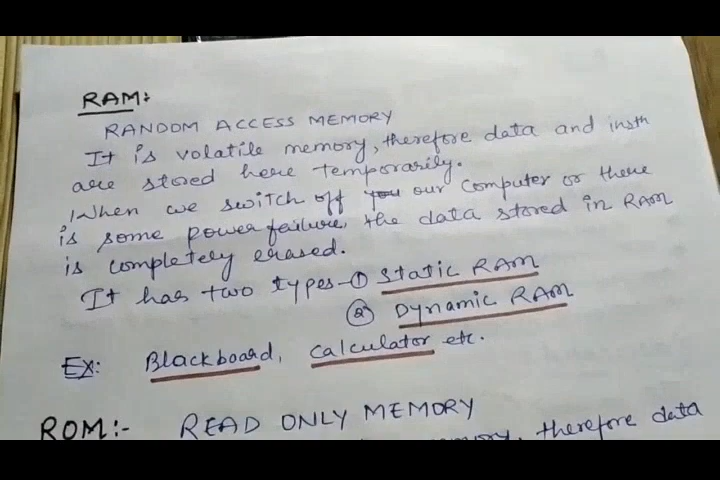 RAM:
RANDOM ACCESS MEMORY
It is volatile memory, therefore data and instn
are stored here temporarily.
When we switch off you our computer or there
is some power failure, the data stored in RAM
is completely erased.
It has two types-① Static RAM
② Dynamic RAM
Ex: Blackboard, calculator etc.
ROM:- READ ONLY MEMORY
memory, therefore data